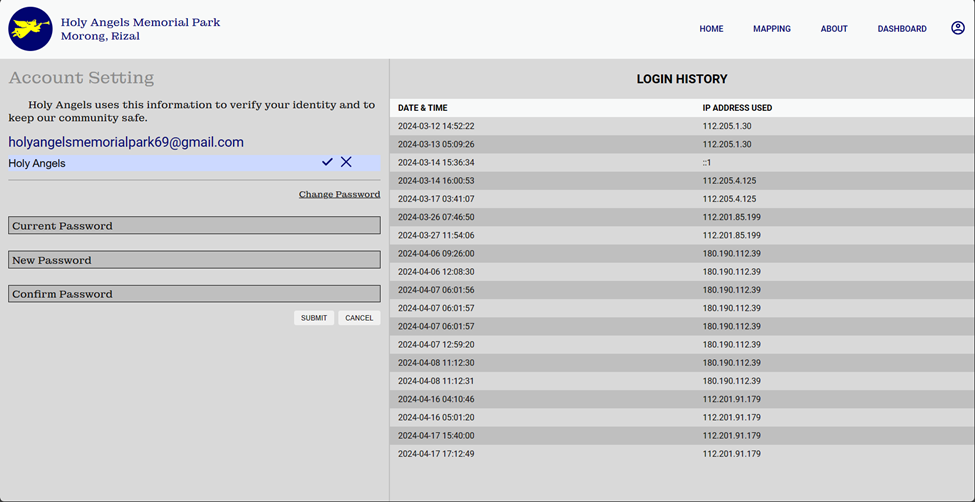 Holy Angels Memorial Park
Morong, Rizal
HOME MAPPING ABOUT DASHBOARD
Account Setting
Holy Angels uses this information to verify your identity and to
keep our community safe.
holyangelsmemorialpark69@gmail.com
Holy Angels
Change Password
Current Password
New Password
Confirm Password
SUBMIT CANCEL
LOGIN HISTORY
DATE & TIME IP ADDRESS USED
2024-03-12 14:52:22 112.205.1.30
2024-03-13 05:09:26 112.205.1.30
2024-03-14 15:36:34 ::1
2024-03-14 16:00:53 112.205.4.125
2024-03-17 03:41:07 112.205.4.125
2024-03-26 07:46:50 112.201.85.199
2024-03-27 11:54:06 112.201.85.199
2024-04-06 09:26:00 180.190.112.39
2024-04-06 12:08:30 180.190.112.39
2024-04-07 06:01:56 180.190.112.39
2024-04-07 06:01:57 180.190.112.39
2024-04-07 06:01:57 180.190.112.39
2024-04-07 12:59:20 180.190.112.39
2024-04-08 11:12:30 180.190.112.39
2024-04-08 11:12:31 180.190.112.39
2024-04-16 04:10:46 112.201.91.179
2024-04-16 05:01:20 112.201.91.179
2024-04-17 15:40:00 112.201.91.179
2024-04-17 17:12:49 112.201.91.179